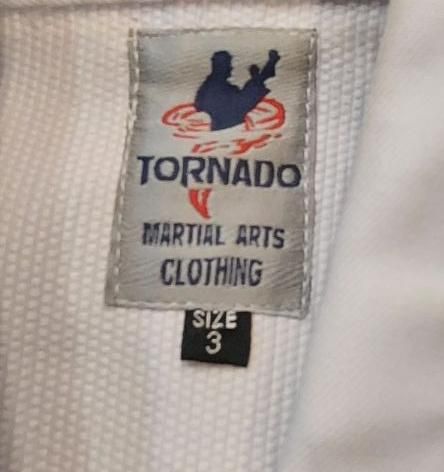 TORNADO
MARTIAL ARTS
CLOTHING
SIZE
3